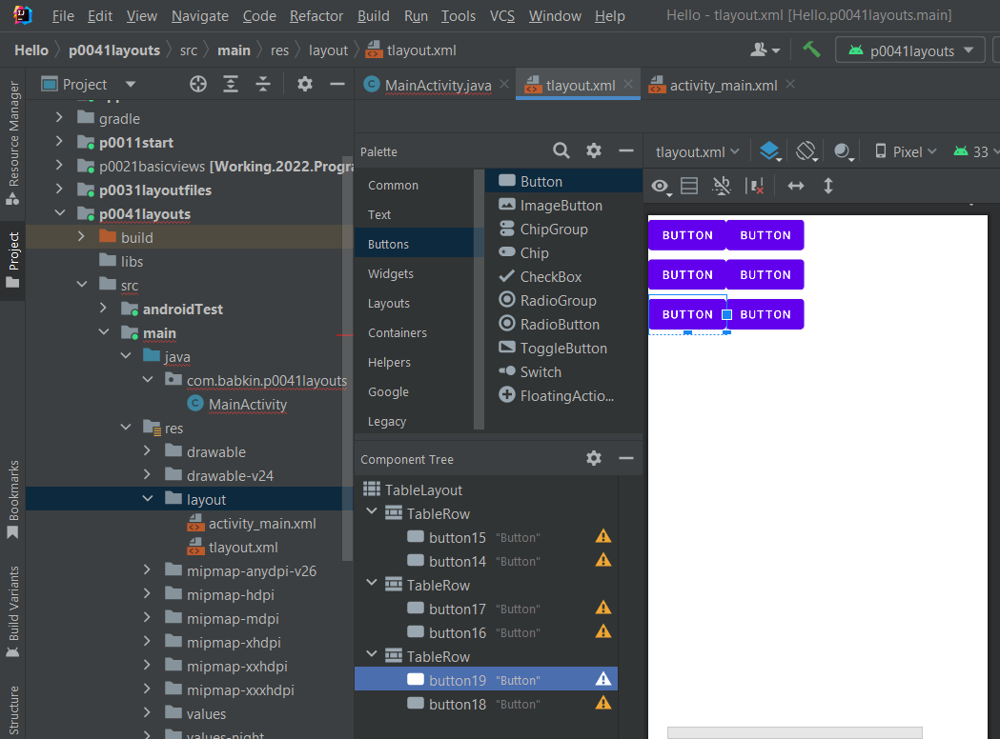 File Edit View Navigate Code Refactor Build Run Tools VCS Window Help Hello - tlayout.xml [Hello.p0041layouts.main]
Hello p0041layouts src main res layout tlayout.xml p0041layouts
Resource Manager
Project
Bookmarks
Build Variants
Structure
Project
gradle
p0011start
p0021basicviews [Working.2022.Progra
p0031layoutfiles
p0041layouts
build
libs
src
androidTest
main
java
com.babkin.p0041layouts
MainActivity
res
drawable
drawable-v24
layout
activity_main.xml
tlayout.xml
mipmap-anydpi-v26
mipmap-hdpi
mipmap-mdpi
mipmap-xhdpi
mipmap-xxhdpi
mipmap-xxxhdpi
values
values-night
MainActivity.java tlayout.xml activity_main.xml
Palette
Common
Text
Buttons
Widgets
Layouts
Containers
Helpers
Google
Legacy
Button
ImageButton
ChipGroup
Chip
CheckBox
RadioGroup
RadioButton
ToggleButton
Switch
FloatingActio...
Component Tree
TableLayout
TableRow
button15 "Button"
button14 "Button"
TableRow
button17 "Button"
button16 "Button"
TableRow
button19 "Button"
button18 "Button"
tlayout.xml Pixel 33
BUTTON BUTTON
BUTTON BUTTON
BUTTON BUTTON